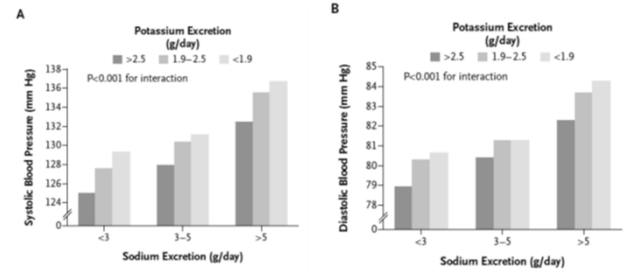 A
Potassium Excretion
(g/day)
>2.5 1.9–2.5 <1.9
P<0.001 for interaction
Systolic Blood Pressure (mm Hg)
138
136
134
132
130
128
126
124
0
<3 3–5 >5
Sodium Excretion (g/day)
B
Potassium Excretion
(g/day)
>2.5 1.9–2.5 <1.9
P<0.001 for interaction
Diastolic Blood Pressure (mm Hg)
85
84
83
82
81
80
79
78
0
<3 3–5 >5
Sodium Excretion (g/day)